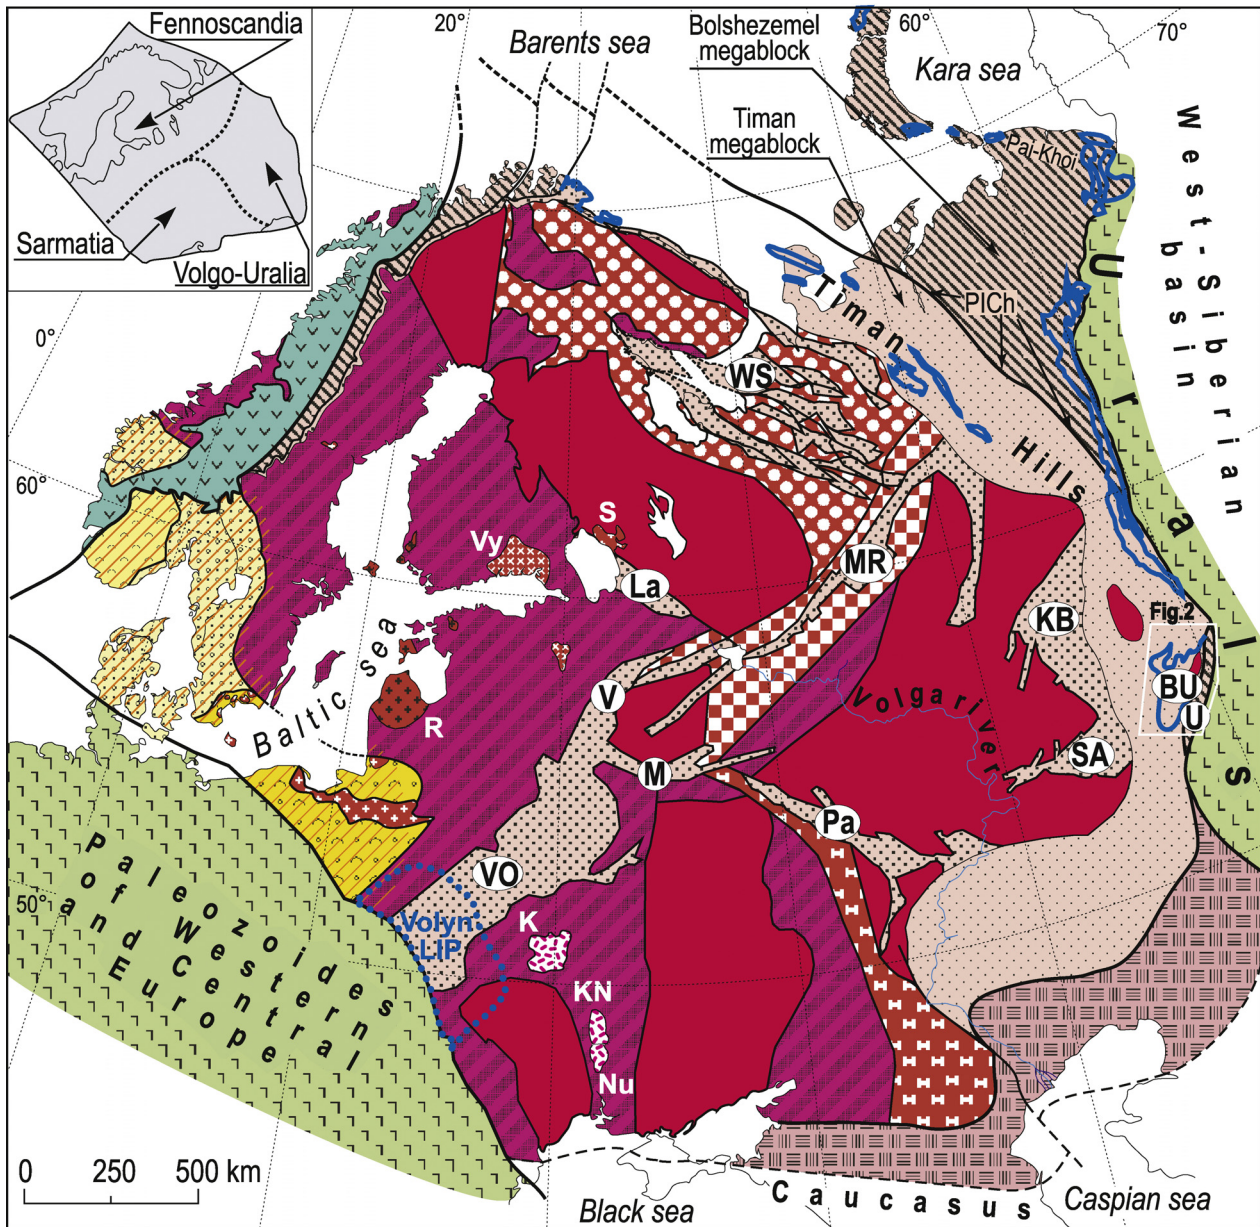 Fennoscandia
Sarmatia
Volgo-Uralia
20°
Barents sea
Bolshezemel
megablock
60°
70°
Kara sea
Timan
megablock
Pai-Khoi
West-Siberian
basin
PICh
Timan
Hills
Urals
0°
60°
50°
WS
S
Vy
La
MR
KB
Fig.2
BU
U
SA
Volga river
Baltic sea
R
V
M
Pa
VO
Volyn
LIP
K
KN
Nu
Paleozoides
of Western
and Central
Europe
0 250 500 km
Black sea
Caucasus
Caspian sea